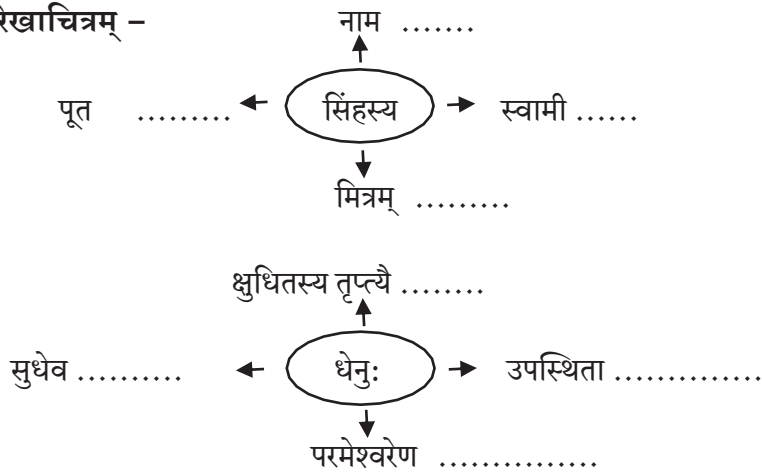 रेखाचित्रम् –
नाम .......
पूत ......... सिंहस्य स्वामी ......
मित्रम् .........
क्षुधितस्य तृप्त्यै ........
सुधेव .......... धेनुः उपस्थिता ..............
परमेश्वरेण ...............